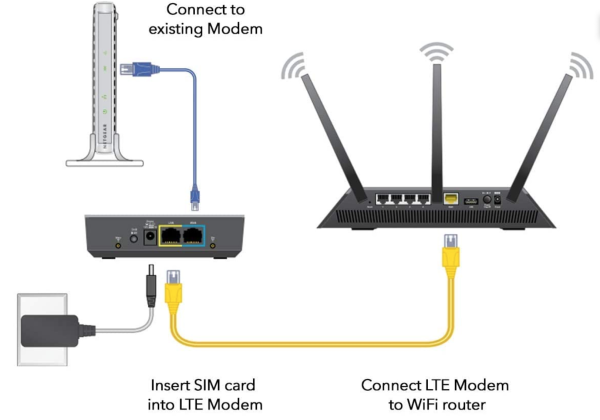 Connect to
existing Modem
NETGEAR
Insert SIM card
into LTE Modem
Connect LTE Modem
to WiFi router